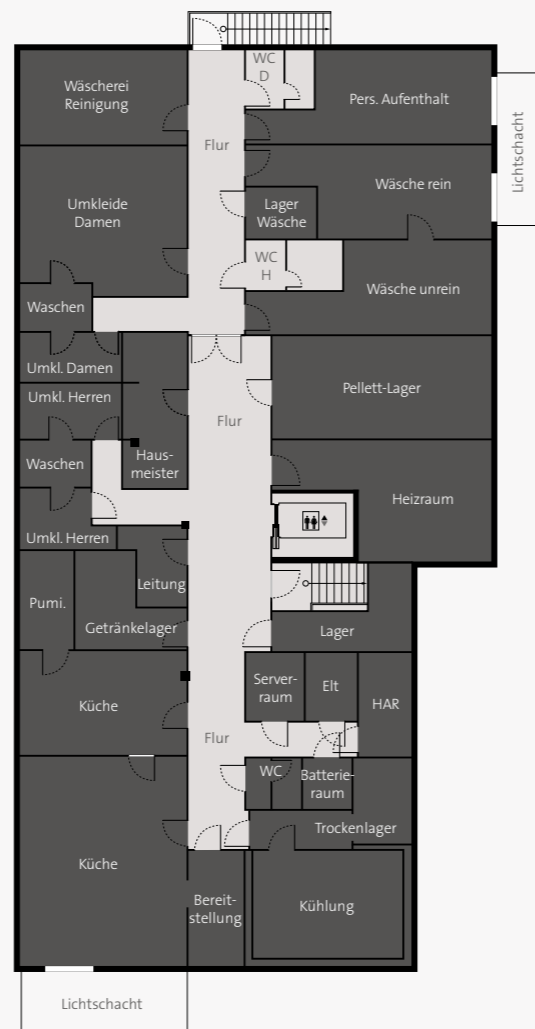 WC
D
Wäscherei
Reinigung
Pers. Aufenthalt
Lichtschacht
Flur
Wäsche rein
Umkleide
Damen
Lager
Wäsche
WC
H
Wäsche unrein
Waschen
Umkl. Damen
Pellett-Lager
Umkl. Herren
Flur
Haus-
meister
Waschen
Heizraum
Umkl. Herren
Leitung
Pumi.
Getränkelager
Lager
Server-
raum
Elt
HAR
Küche
Flur
WC
Batterie-
raum
Trockenlager
Küche
Bereit-
stellung
Kühlung
Lichtschacht